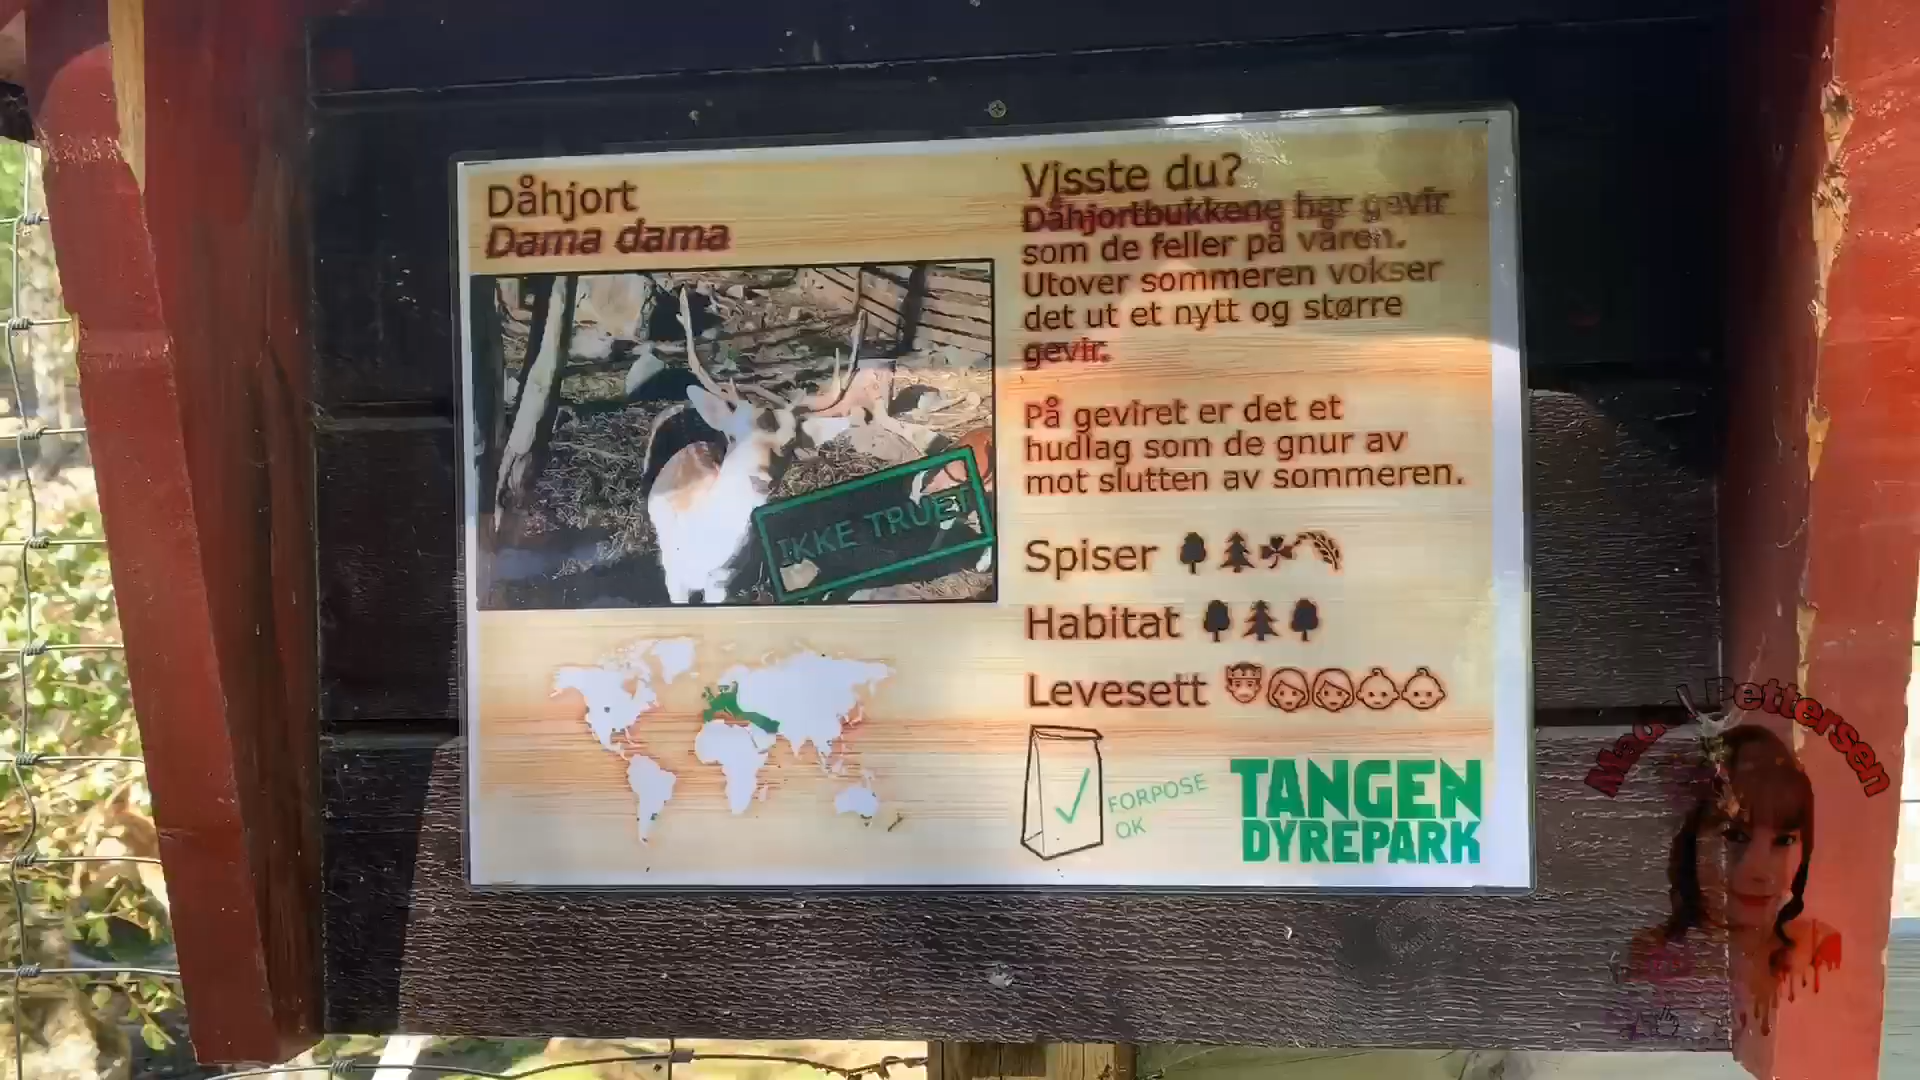 Dåhjort
Dama dama
IKKE TRUET
Visste du?
Dåhjortbukkene har gevir
som de feller på våren.
Utover sommeren vokser
det ut et nytt og større
gevir.
På geviret er det et
hudlag som de gnur av
mot slutten av sommeren.
Spiser
Habitat
Levesett
FORPOSE
OK
TANGEN
DYREPARK
Pettersen